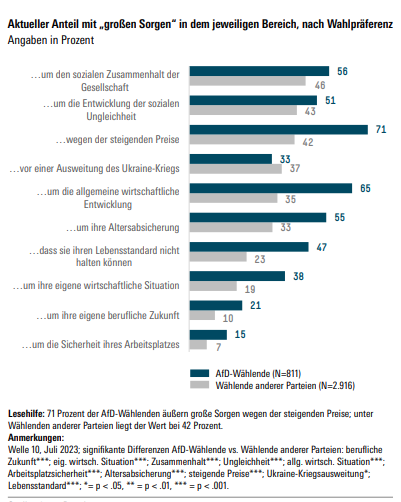 Aktueller Anteil mit „großen Sorgen“ in dem jeweiligen Bereich, nach Wahlpräferenz
Angaben in Prozent
…um den sozialen Zusammenhalt der
Gesellschaft
56
46
…um die Entwicklung der sozialen
Ungleichheit
51
43
…wegen der steigenden Preise
71
42
…vor einer Ausweitung des Ukraine-Kriegs
33
37
…um die allgemeine wirtschaftliche
Entwicklung
65
35
…um ihre Altersabsicherung
55
33
…dass sie ihren Lebensstandard nicht
halten können
47
23
…um ihre eigene wirtschaftliche Situation
38
19
…um ihre eigene berufliche Zukunft
21
10
…um die Sicherheit ihres Arbeitsplatzes
15
7
AfD-Wählende (N=811)
Wählende anderer Parteien (N=2.916)
Lesehilfe: 71 Prozent der AfD-Wählenden äußern große Sorgen wegen der steigenden Preise; unter
Wählenden anderer Parteien liegt der Wert bei 42 Prozent.
Anmerkungen:
Welle 10, Juli 2023; signifikante Differenzen AfD-Wählende vs. Wählende anderer Parteien: berufliche
Zukunft***; eig. wirtsch. Situation***; Zusammenhalt***; Ungleichheit***; allg. wirtsch. Situation***;
Arbeitsplatzsicherheit***; Altersabsicherung***; steigende Preise***; Ukraine-Kriegsausweitung*;
Lebensstandard***; *= p < .05, ** = p < .01, *** = p < .001.